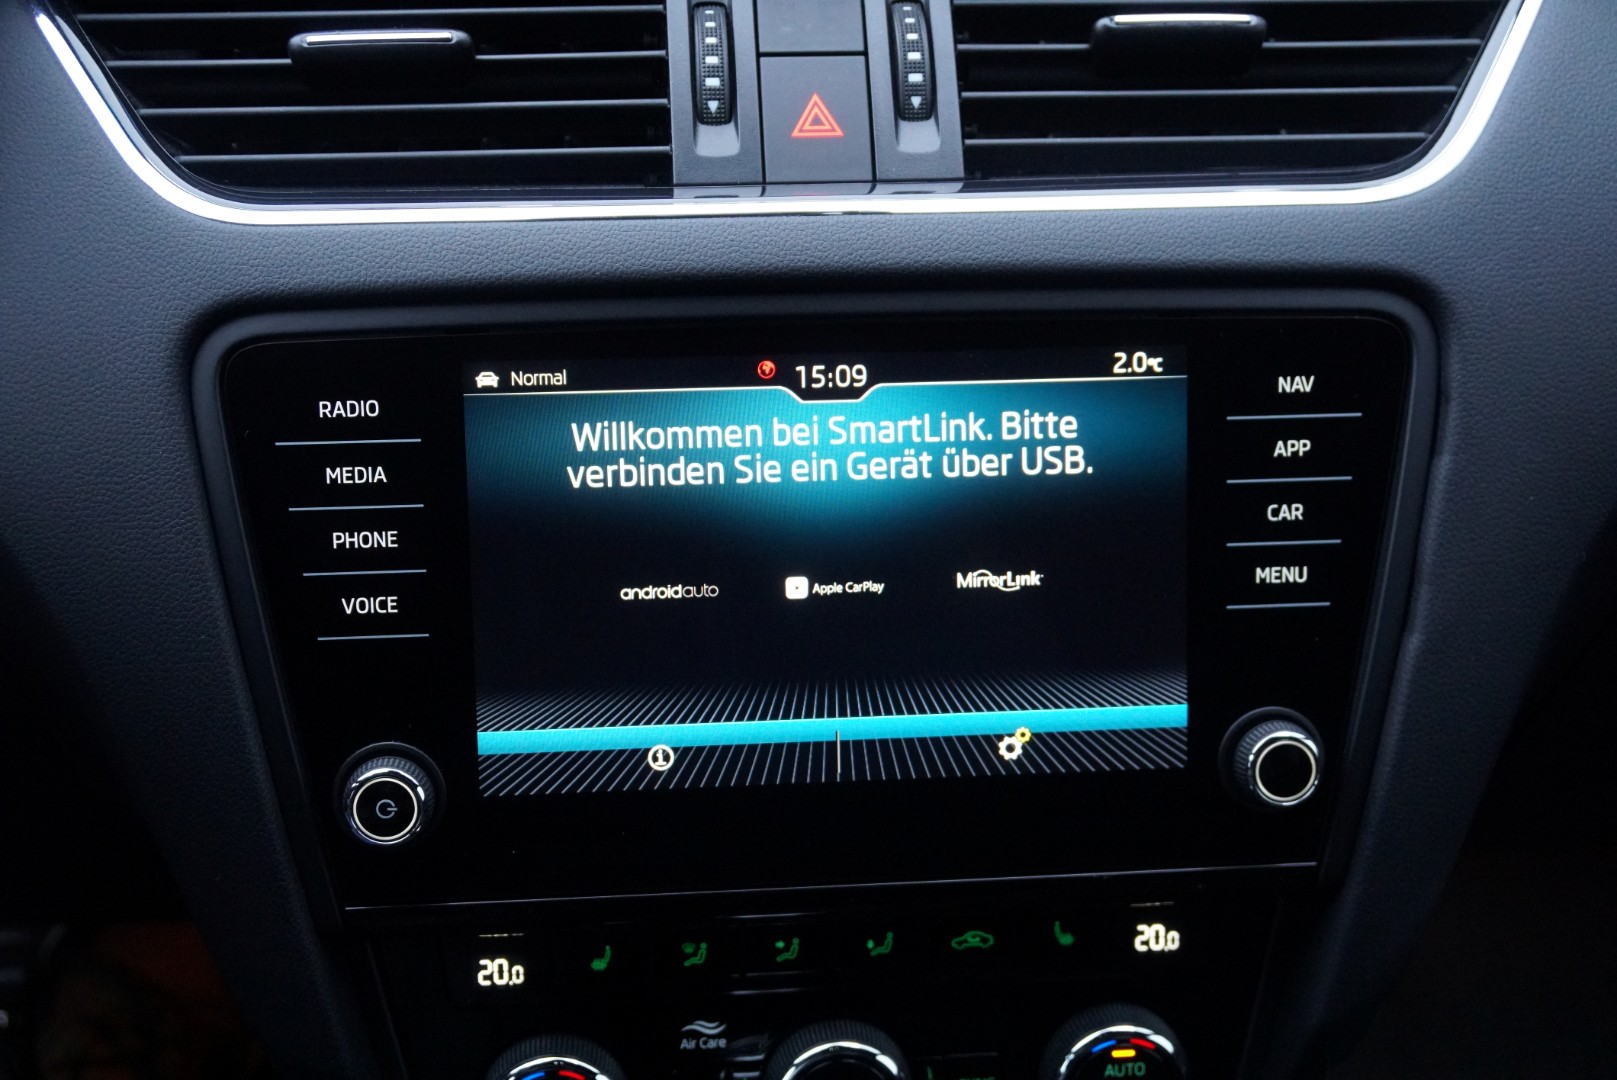 Normal
15:09
2.0°C
RADIO
MEDIA
PHONE
VOICE
Willkommen bei SmartLink. Bitte
verbinden Sie ein Gerät über USB.
androidauto
Apple CarPlay
MirrorLink
NAV
APP
CAR
MENU
20.0
20.0
Air Care
AUTO